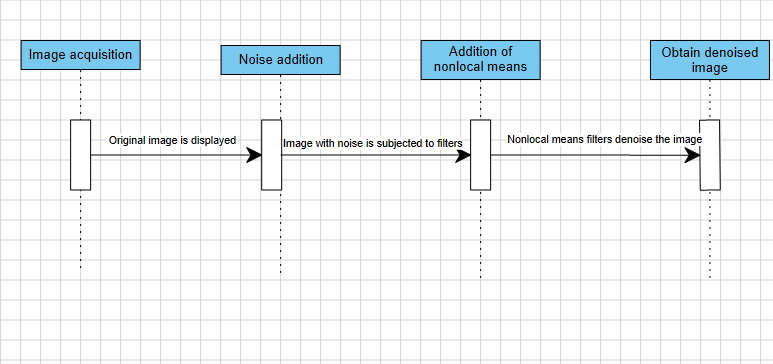 Image acquisition
Noise addition
Addition of
nonlocal means
Obtain denoised
image
Original image is displayed
Image with noise is subjected to filters
Nonlocal means filters denoise the image